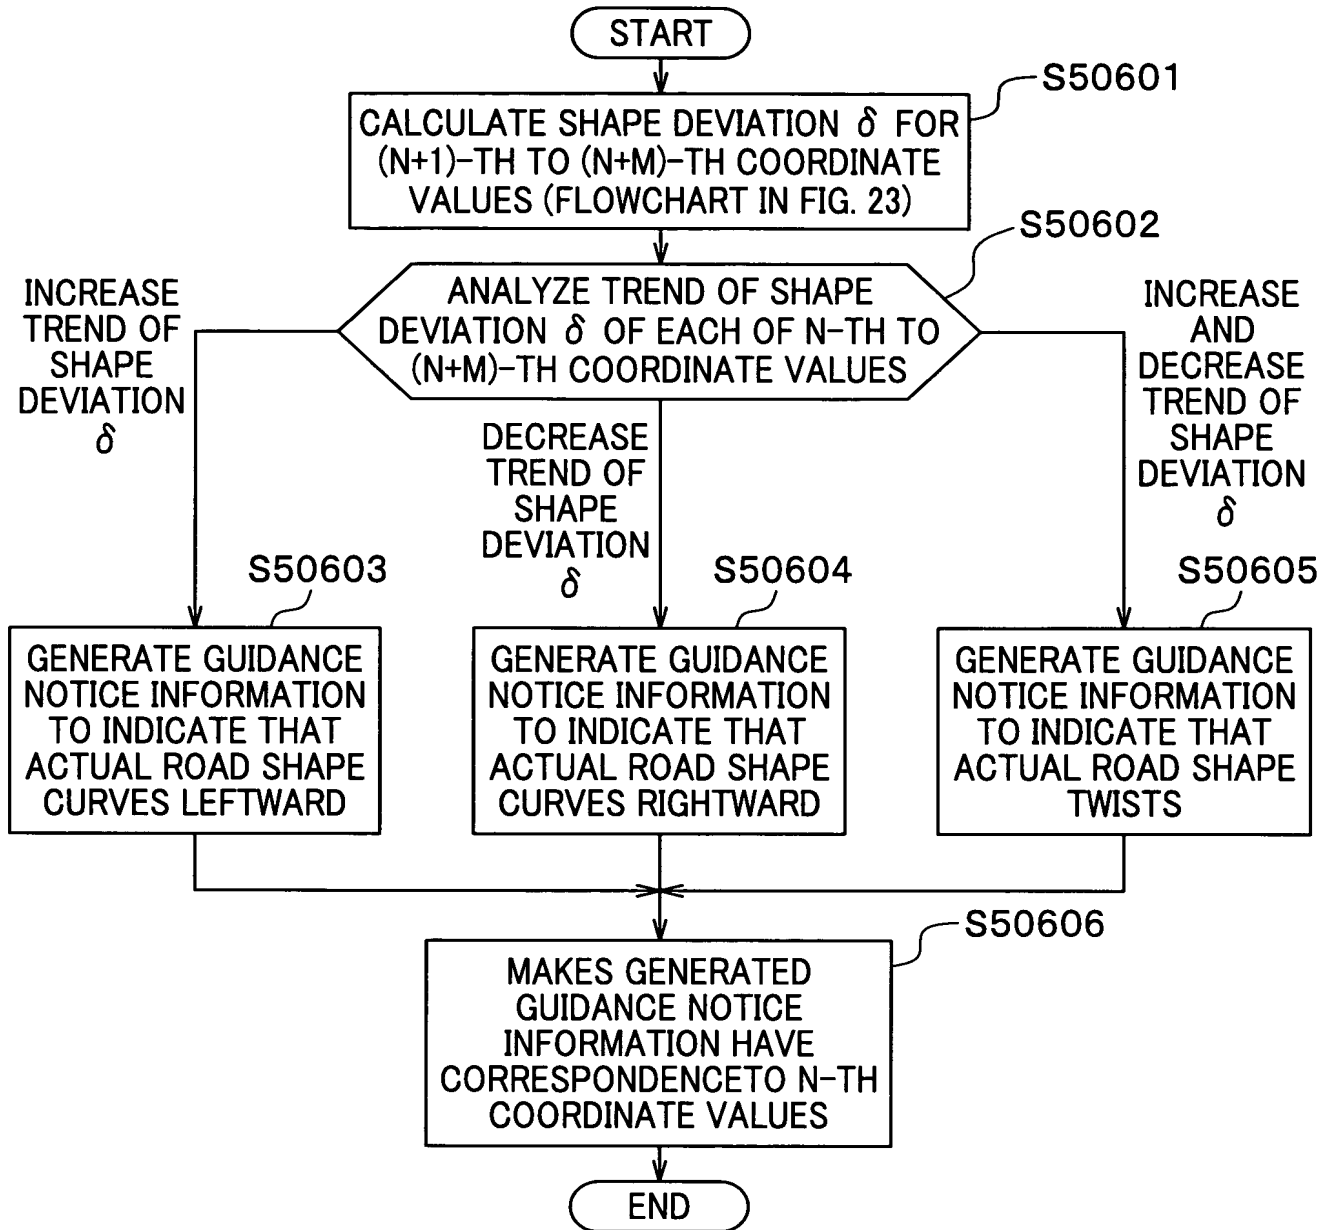 START
S50601
CALCULATE SHAPE DEVIATION δ FOR
(N+1)-TH TO (N+M)-TH COORDINATE
VALUES (FLOWCHART IN FIG. 23)
S50602
ANALYZE TREND OF SHAPE
DEVIATION δ OF EACH OF N-TH TO
(N+M)-TH COORDINATE VALUES
INCREASE
TREND OF
SHAPE
DEVIATION
δ
DECREASE
TREND OF
SHAPE
DEVIATION
δ
INCREASE
AND
DECREASE
TREND OF
SHAPE
DEVIATION
δ
S50603
GENERATE GUIDANCE
NOTICE INFORMATION
TO INDICATE THAT
ACTUAL ROAD SHAPE
CURVES LEFTWARD
S50604
GENERATE GUIDANCE
NOTICE INFORMATION
TO INDICATE THAT
ACTUAL ROAD SHAPE
CURVES RIGHTWARD
S50605
GENERATE GUIDANCE
NOTICE INFORMATION
TO INDICATE THAT
ACTUAL ROAD SHAPE
TWISTS
S50606
MAKES GENERATED
GUIDANCE NOTICE
INFORMATION HAVE
CORRESPONDENCETO N-TH
COORDINATE VALUES
END